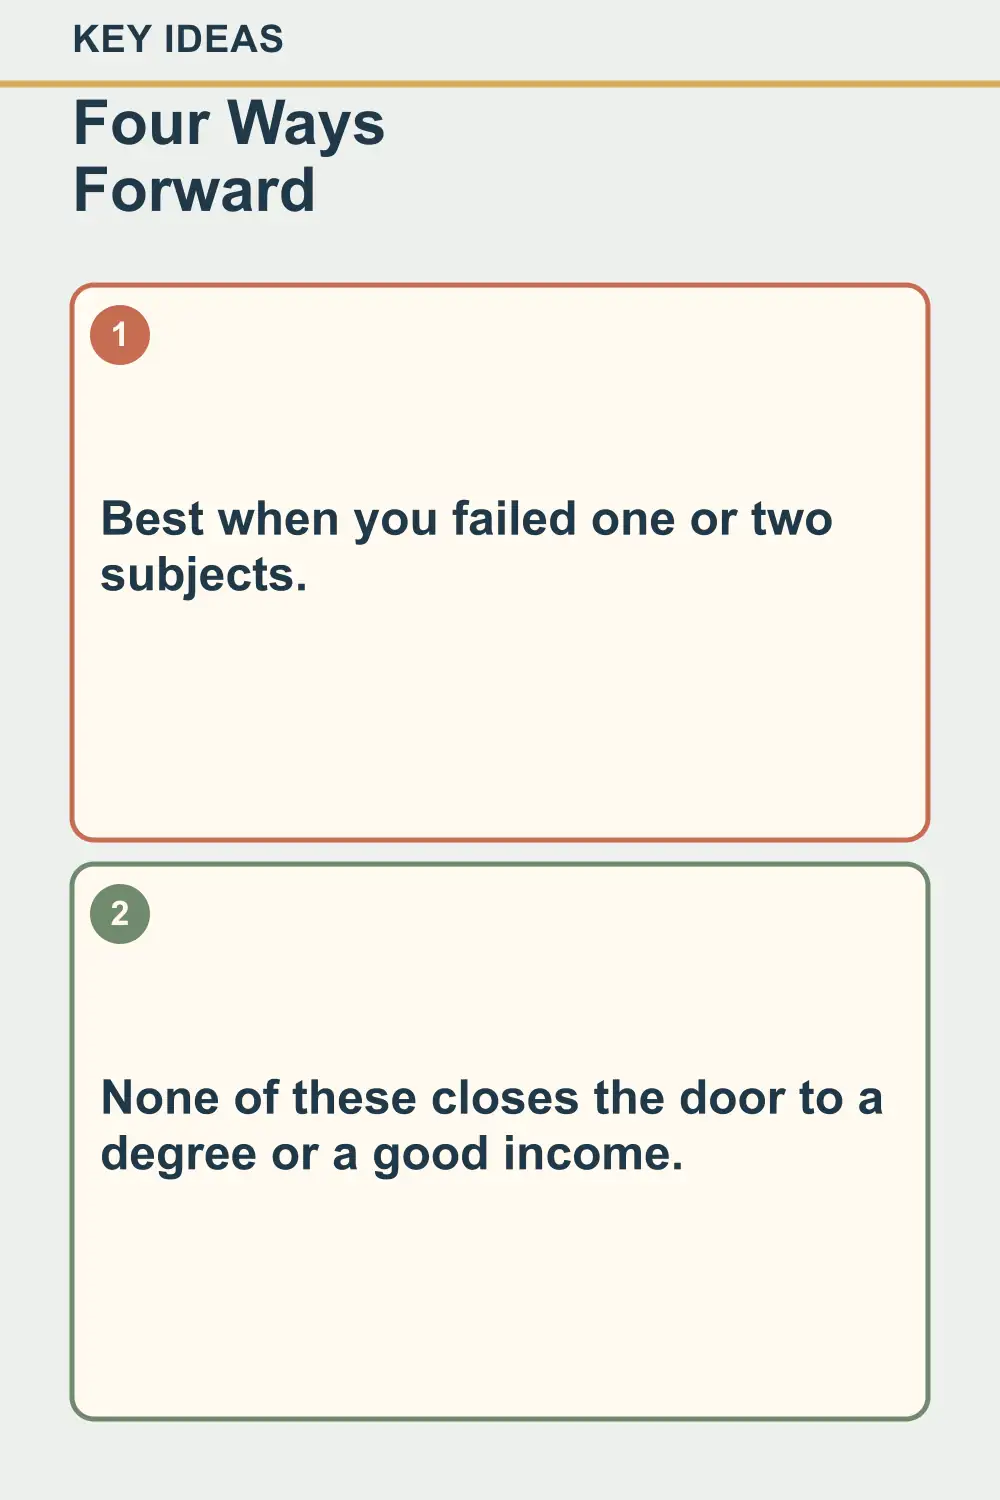 KEY IDEAS
Four Ways
Forward
1
Best when you failed one or two
subjects.
2
None of these closes the door to a
degree or a good income.